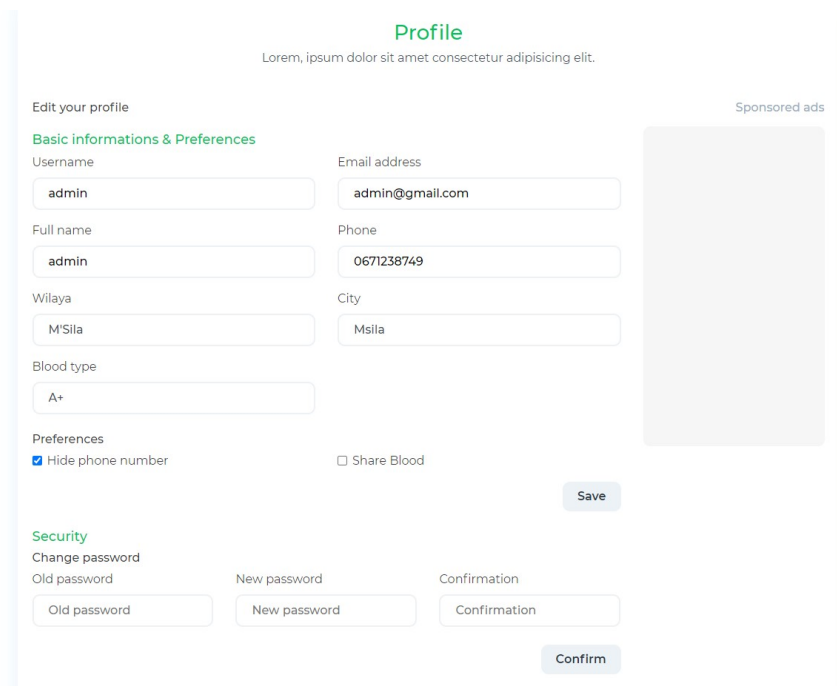 Profile
Lorem, ipsum dolor sit amet consectetur adipisicing elit.
Edit your profile
Sponsored ads
Basic informations & Preferences
Username
Email address
admin
admin@gmail.com
Full name
Phone
admin
0671238749
Wilaya
City
M'Sila
Msila
Blood type
A+
Preferences
Hide phone number
Share Blood
Save
Security
Change password
Old password
New password
Confirmation
Old password
New password
Confirmation
Confirm